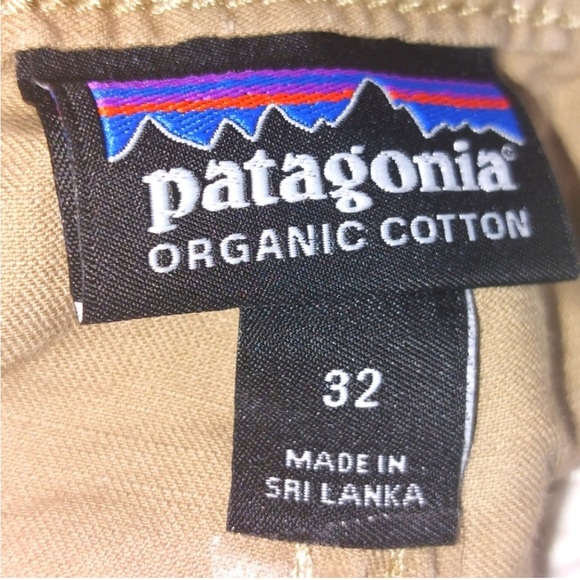 patagonia®
ORGANIC COTTON
32
MADE IN
SRI LANKA